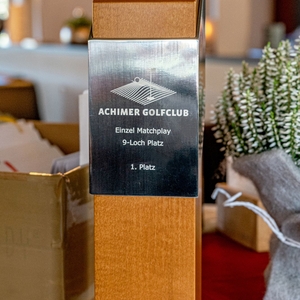 ACHIMER GOLFCLUB
Einzel Matchplay
9-Loch Platz
1. Platz